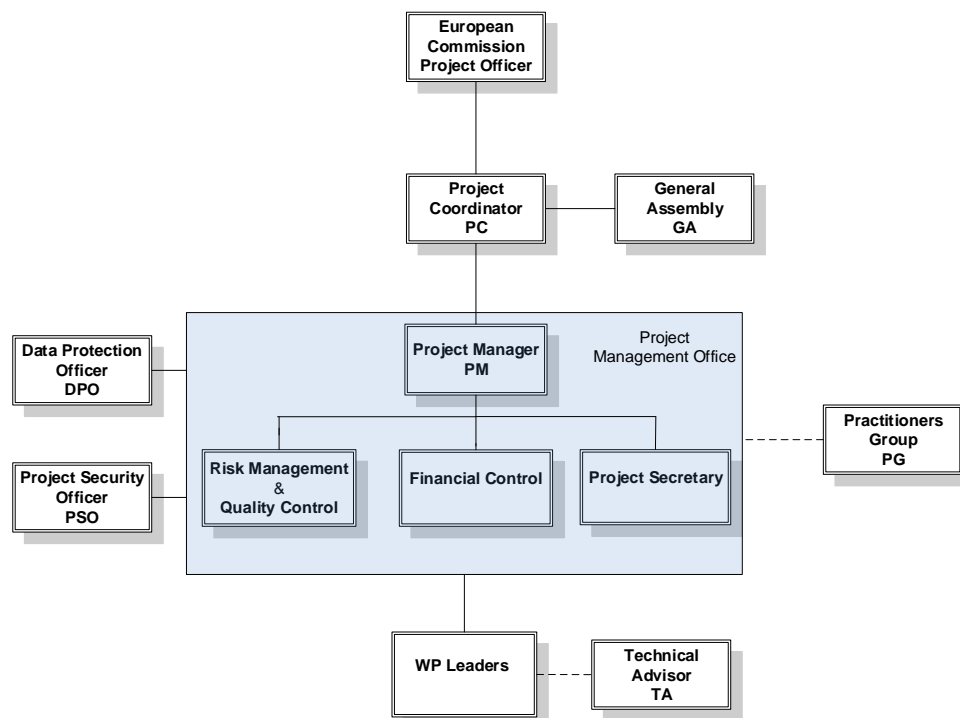 European
Commission
Project Officer
Project
Coordinator
PC
General
Assembly
GA
Project
Management Office
Project Manager
PM
Data Protection
Officer
DPO
Practitioners
Group
PG
Risk Management
&
Quality Control
Financial Control
Project Secretary
Project Security
Officer
PSO
WP Leaders
Technical
Advisor
TA